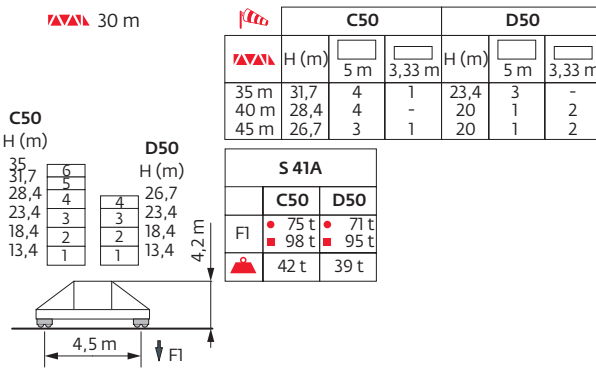 30 m
C50 D50
H (m) 5 m 3,33 m H (m) 5 m 3,33 m
35 m 31,7 4 1 23,4 3 -
40 m 28,4 4 - 20 1 2
45 m 26,7 3 1 20 1 2
C50
H (m)
D50
H (m)
35 6
31,7 5
28,4 4 4 26,7
23,4 3 3 23,4
18,4 2 2 18,4
13,4 1 1 13,4
S 41A
C50 D50
F1 75 t 71 t
98 t 95 t
42 t 39 t
4,2 m
4,5 m F1